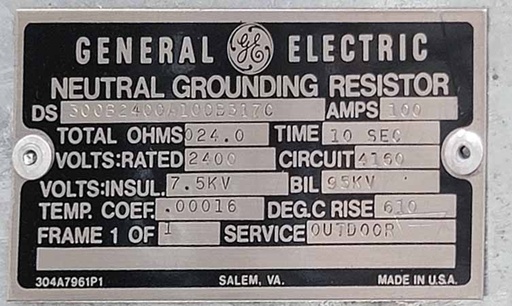 GENERAL GE ELECTRIC
NEUTRAL GROUNDING RESISTOR
DS 300B2400A100B317C AMPS 100
TOTAL OHMS 024.0 TIME 10 SEC
VOLTS:RATED 2400 CIRCUIT 4160
VOLTS:INSUL. 7.5KV BIL 95KV
TEMP. COEF. .00016 DEG.C RISE 610
FRAME 1 OF 1 SERVICE OUTDOOR
304A7961P1 SALEM, VA. MADE IN U.S.A.